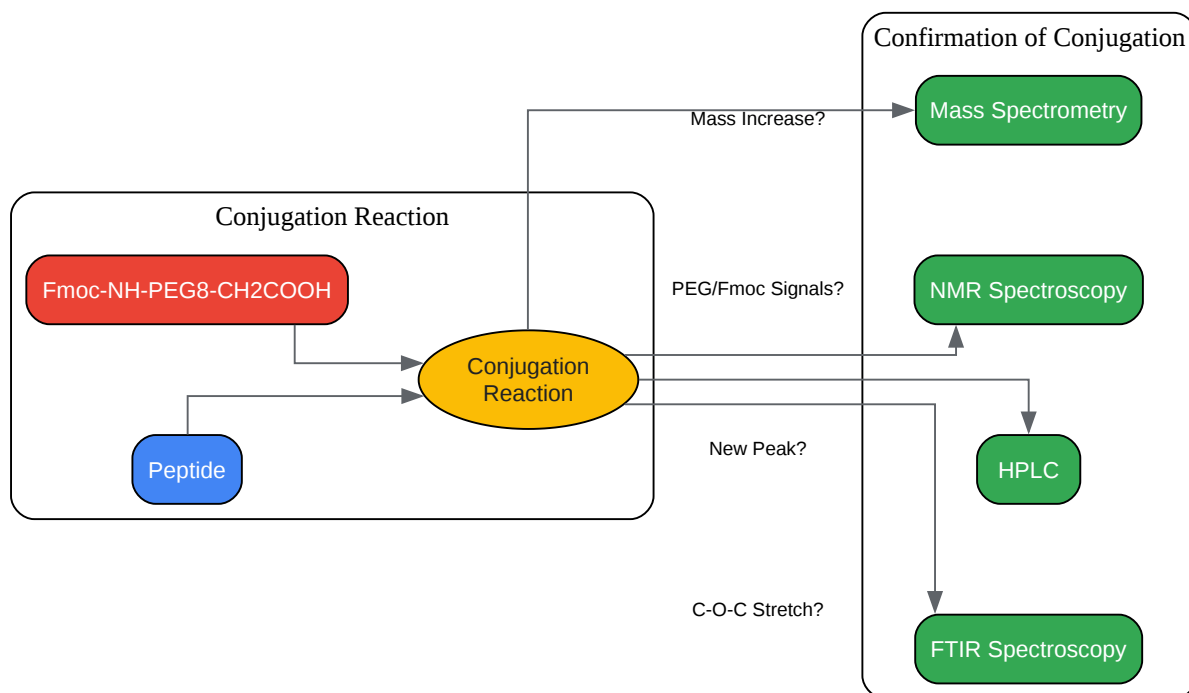 Confirmation of Conjugation
Mass Spectrometry
Mass Increase?
Conjugation Reaction
Fmoc-NH-PEG8-CH2COOH
PEG/Fmoc Signals?
NMR Spectroscopy
Conjugation
Reaction
Peptide
New Peak?
HPLC
C-O-C Stretch?
FTIR Spectroscopy